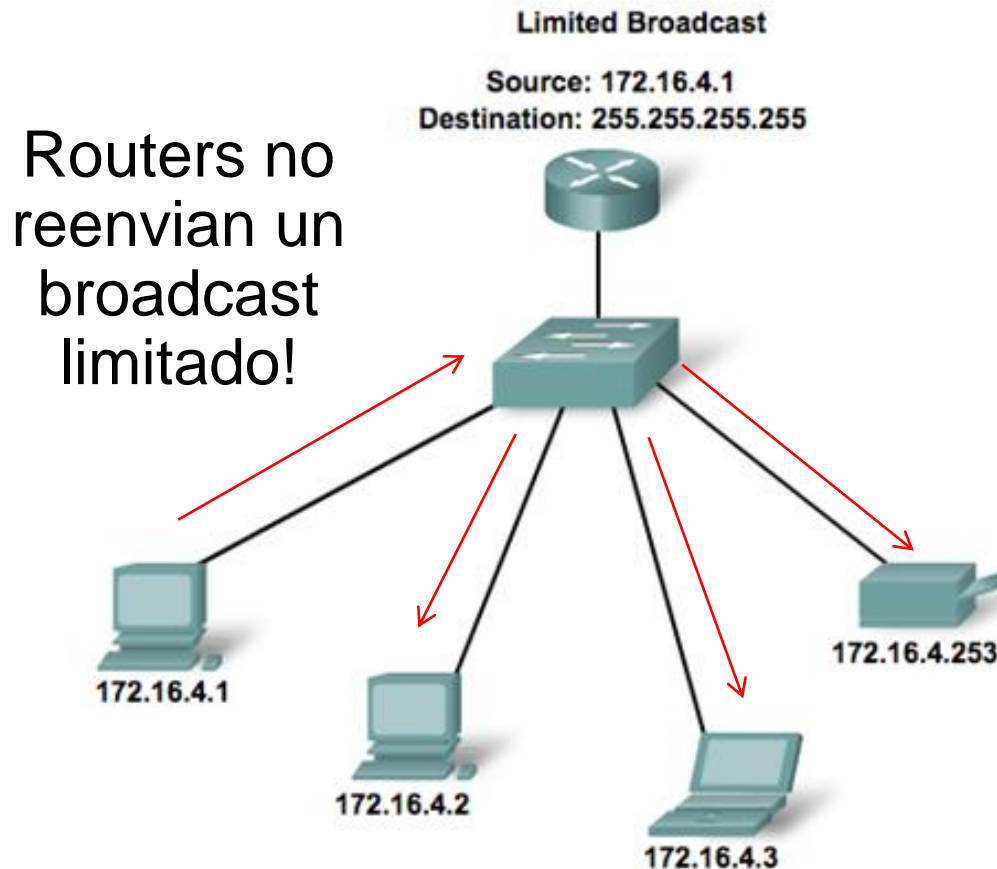 Limited Broadcast
Source: 172.16.4.1
Destination: 255.255.255.255
Routers no
reenvian un
broadcast
limitado!
172.16.4.1
172.16.4.2
172.16.4.3
172.16.4.253